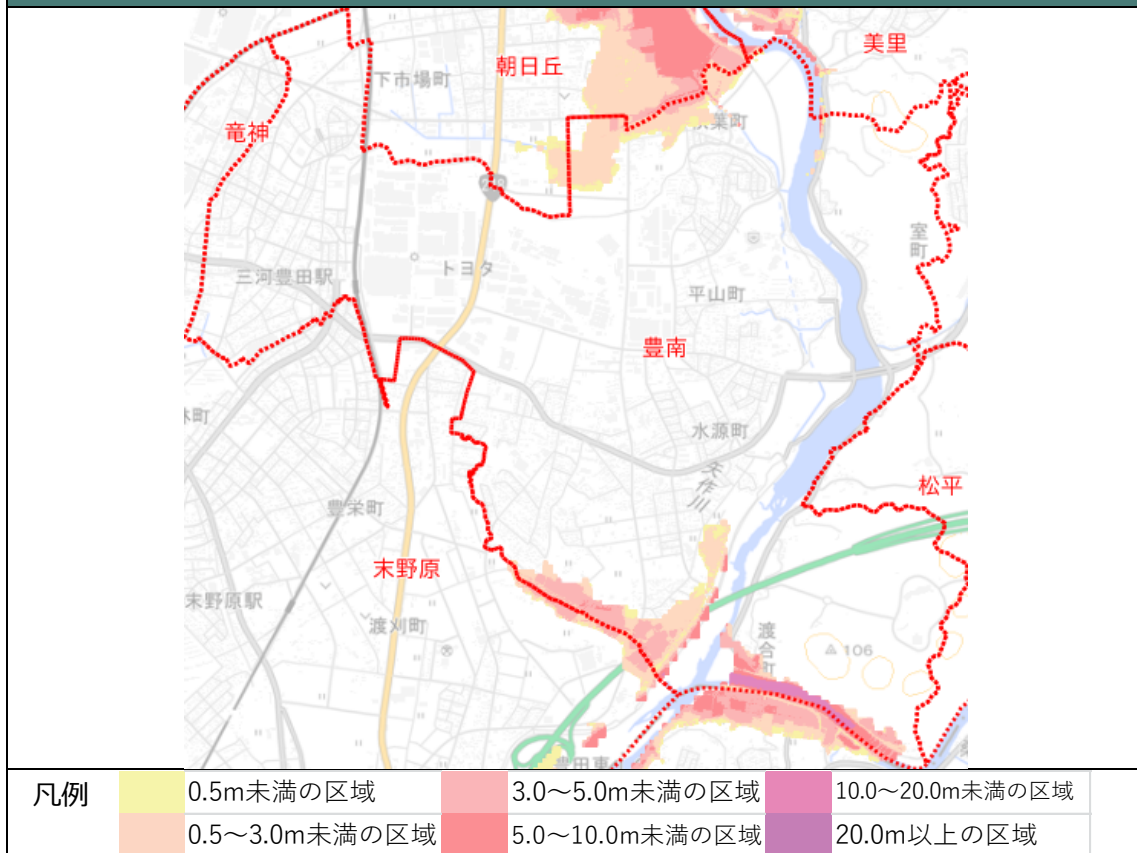 美里
朝日丘
下市場町
竜神
室町
三河豊田駅
トヨタ
平山町
豊南
水源町
矢作川
松平
豊栄町
末野原
末野原駅
渡刈町
渡合町
106
豊田東
凡例
0.5m未満の区域
3.0～5.0m未満の区域
10.0～20.0m未満の区域
0.5～3.0m未満の区域
5.0～10.0m未満の区域
20.0m以上の区域